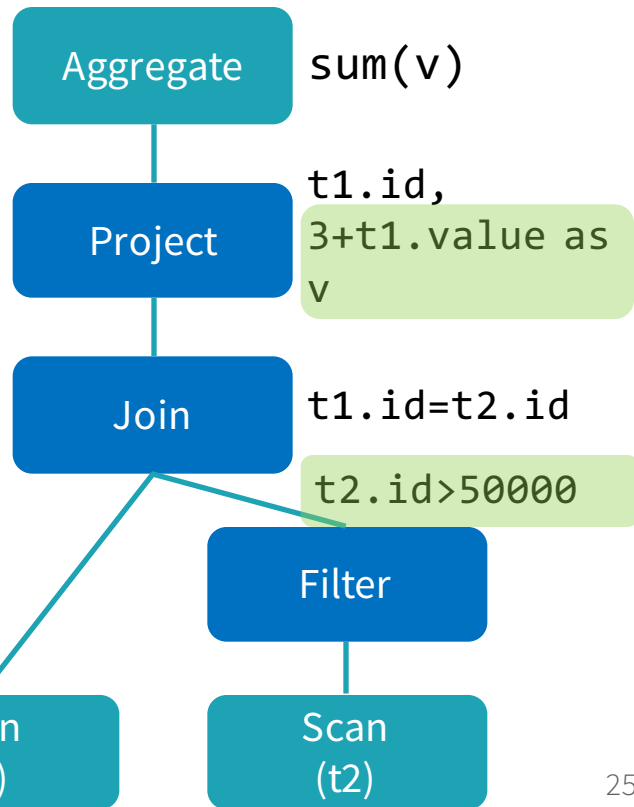 Aggregate
sum(v)
t1.id,
3+t1.value as
v
Project
Join
t1.id=t2.id
t2.id>50000
Filter
n
)
Scan
(t2)
25